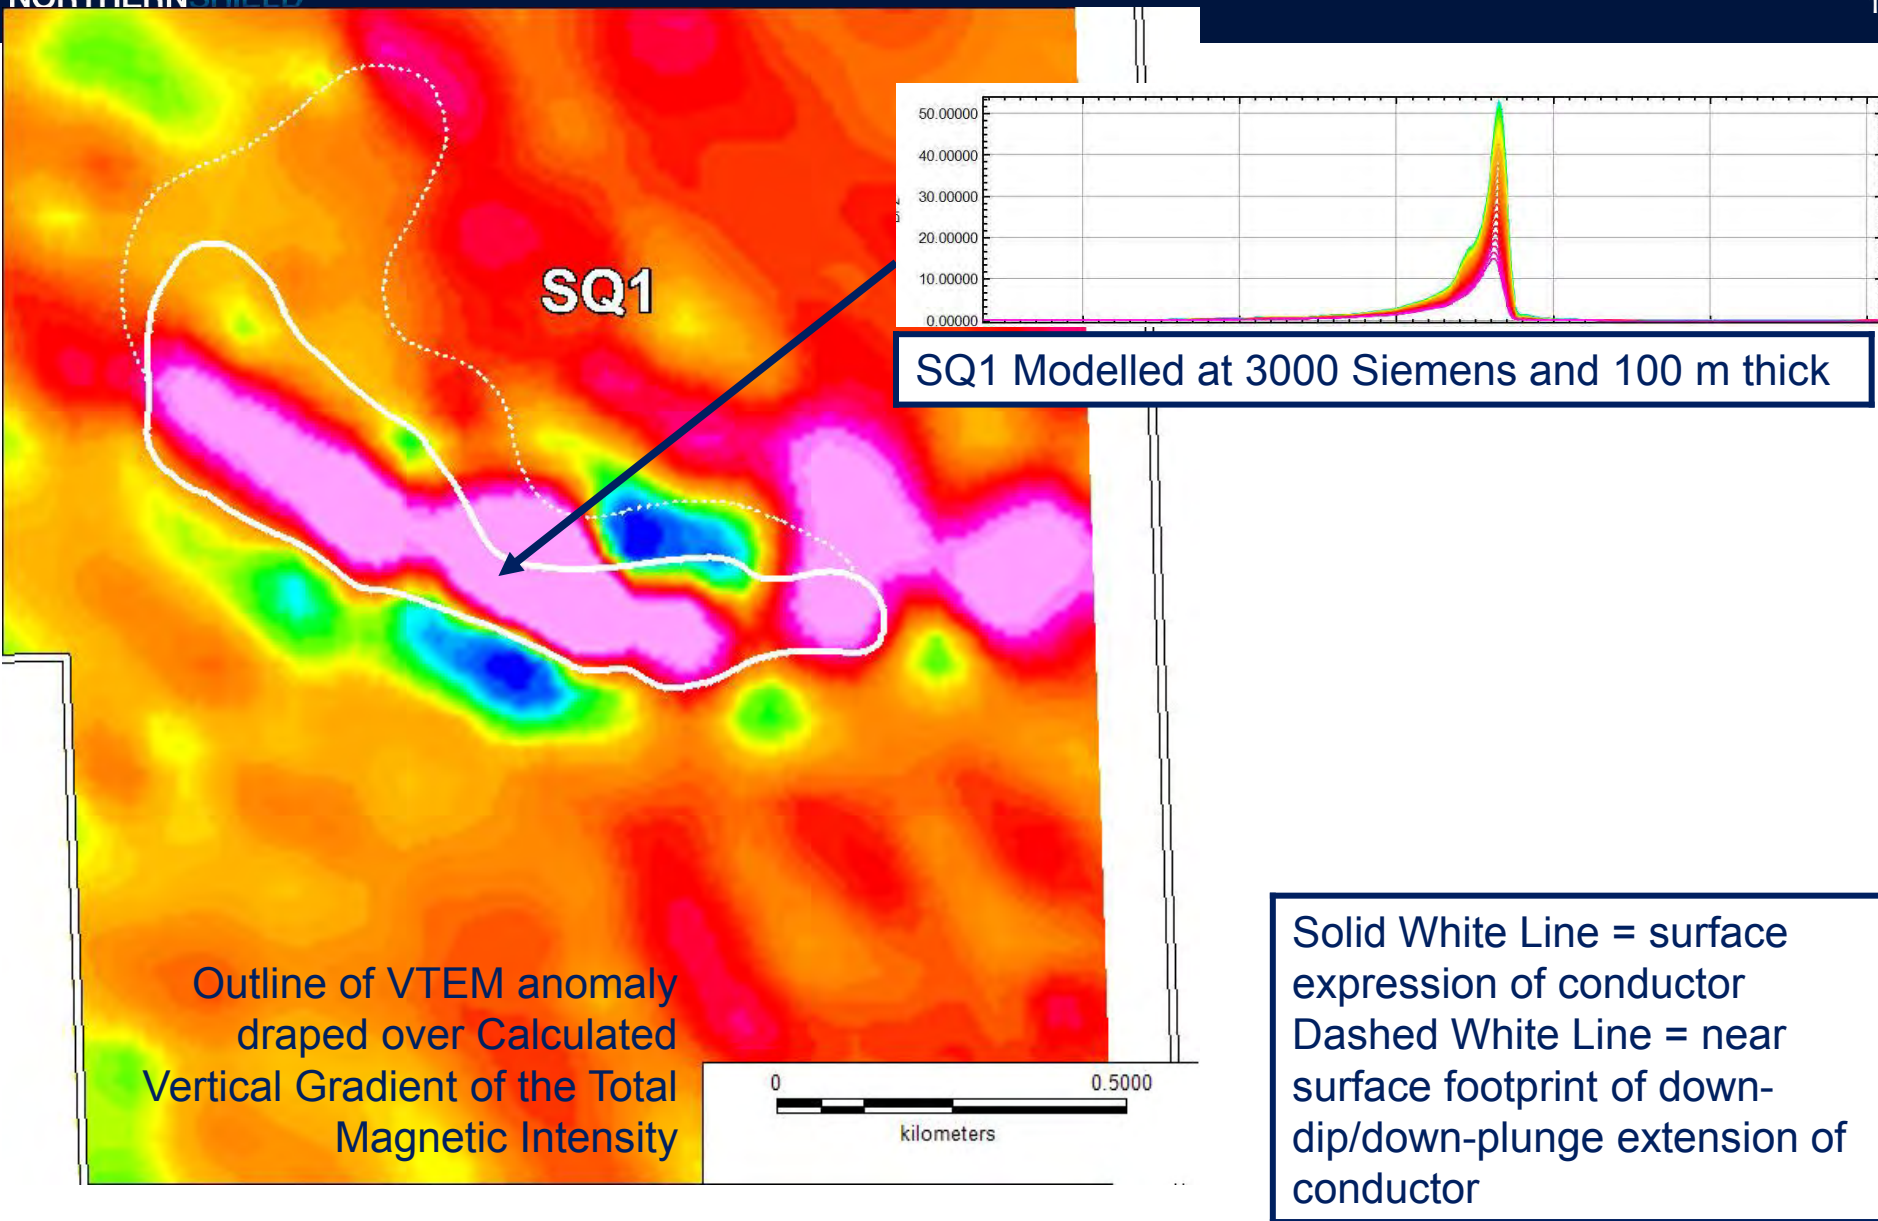 NORTHERNSHIELD
50.00000
40.00000
30.00000
20.00000
10.00000
0.00000
SQ1
SQ1 Modelled at 3000 Siemens and 100 m thick
Outline of VTEM anomaly
draped over Calculated
Vertical Gradient of the Total
Magnetic Intensity
0 0.5000
kilometers
Solid White Line = surface
expression of conductor
Dashed White Line = near
surface footprint of down-
dip/down-plunge extension of
conductor